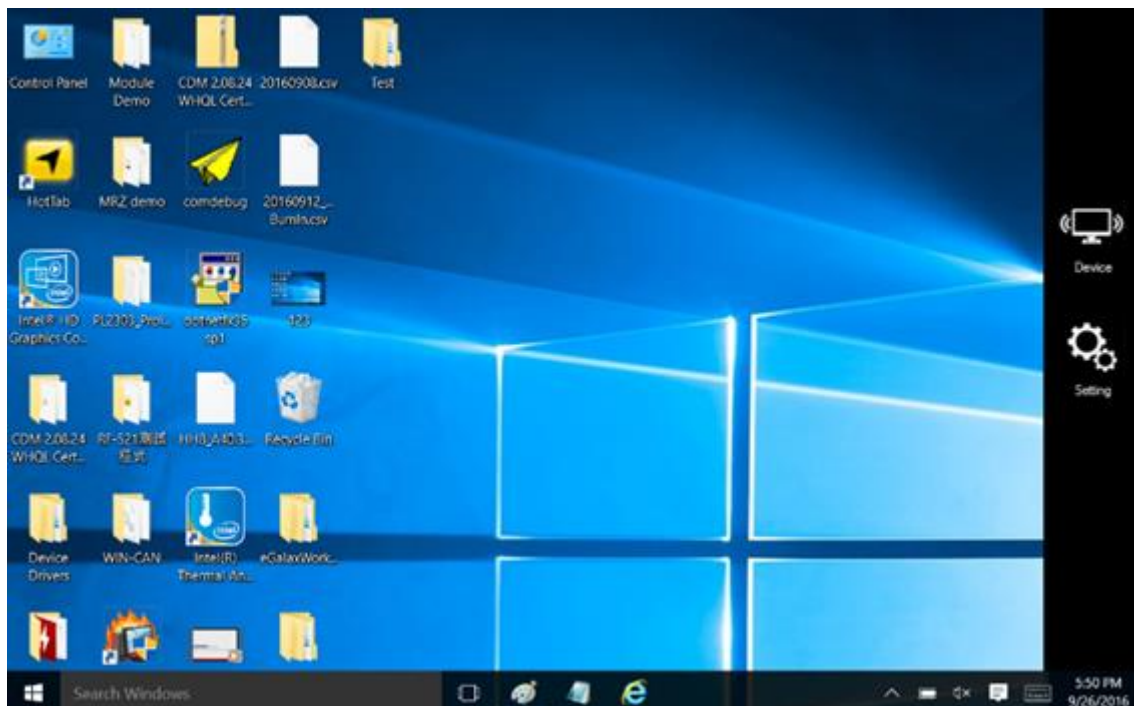 Control Panel
Module
Demo
CDM 2.08.24
WHQL Cert...
20160908.csv
Test
HotTab
MRZ demo
comdebug
20160912_...
BurnIn.csv
Device
Intel® HD
Graphics Co...
PL2303_Proli...
dotnetfx35
sp1
123
Setting
CDM 2.08.24
WHQL Cert...
RF-521測試
程式
HH8_A40.3...
Recycle Bin
Device
Drivers
WIN-CAN
Intel(R)
Thermal An...
eGalaxWork...
Search Windows
5:50 PM
9/26/2016